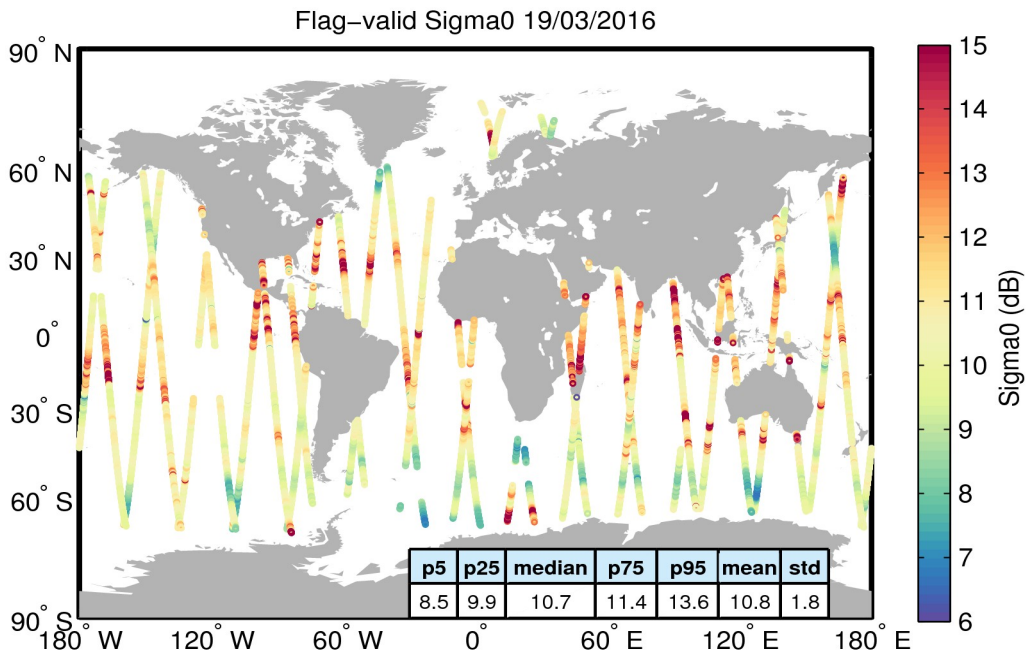 Flag−valid Sigma0 19/03/2016
90° N
60° N
30° N
0°
30° S
60° S
90° S
180° W
120° W
60° W
0°
60° E
120° E
180° E
15
14
13
12
11
10
9
8
7
6
Sigma0 (dB)
p5 p25 median p75 p95 mean std
8.5 9.9 10.7 11.4 13.6 10.8 1.8